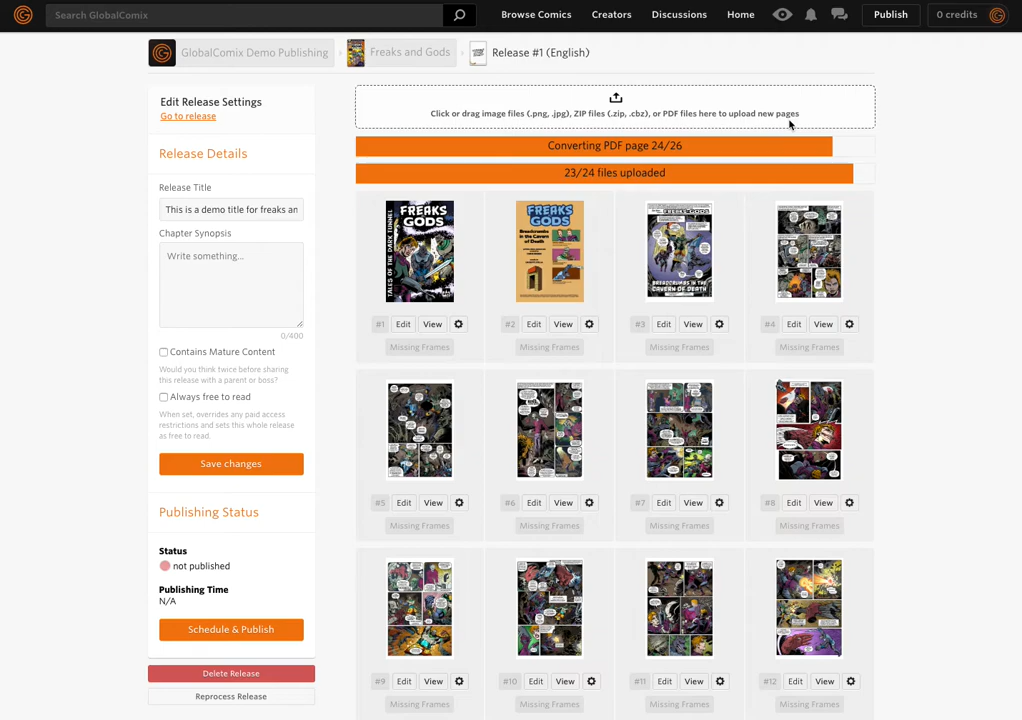 Search GlobalComix
Browse Comics
Creators
Discussions
Home
Publish
0 credits
GlobalComix Demo Publishing
Freaks and Gods
Release #1 (English)
Edit Release Settings
Go to release
Release Details
Release Title
This is a demo title for freaks an
Chapter Synopsis
Write something...
0/400
Contains Mature Content
Would you think twice before sharing
this release with a parent or boss?
Always free to read
When set, overrides any paid access
restrictions and sets this whole release
as free to read.
Save changes
Publishing Status
Status
not published
Publishing Time
N/A
Schedule & Publish
Delete Release
Reprocess Release
Click or drag image files (.png, .jpg), ZIP files (.zip, .cbz), or PDF files here to upload new pages
Converting PDF page 24/26
23/24 files uploaded
TALES OF THE DARK TUNNEL
FREAKS
GODS
FREAKS
GODS
Breadcrumbs
in the Cavern
of Death
FREAKS GODS
BREADCRUMBS IN THE
CAVERN OF DEATH
#1 Edit View
#2 Edit View
#3 Edit View
#4 Edit View
Missing Frames
Missing Frames
Missing Frames
Missing Frames
#5 Edit View
#6 Edit View
#7 Edit View
#8 Edit View
Missing Frames
Missing Frames
Missing Frames
Missing Frames
#9 Edit View
#10 Edit View
#11 Edit View
#12 Edit View
Missing Frames
Missing Frames
Missing Frames
Missing Frames